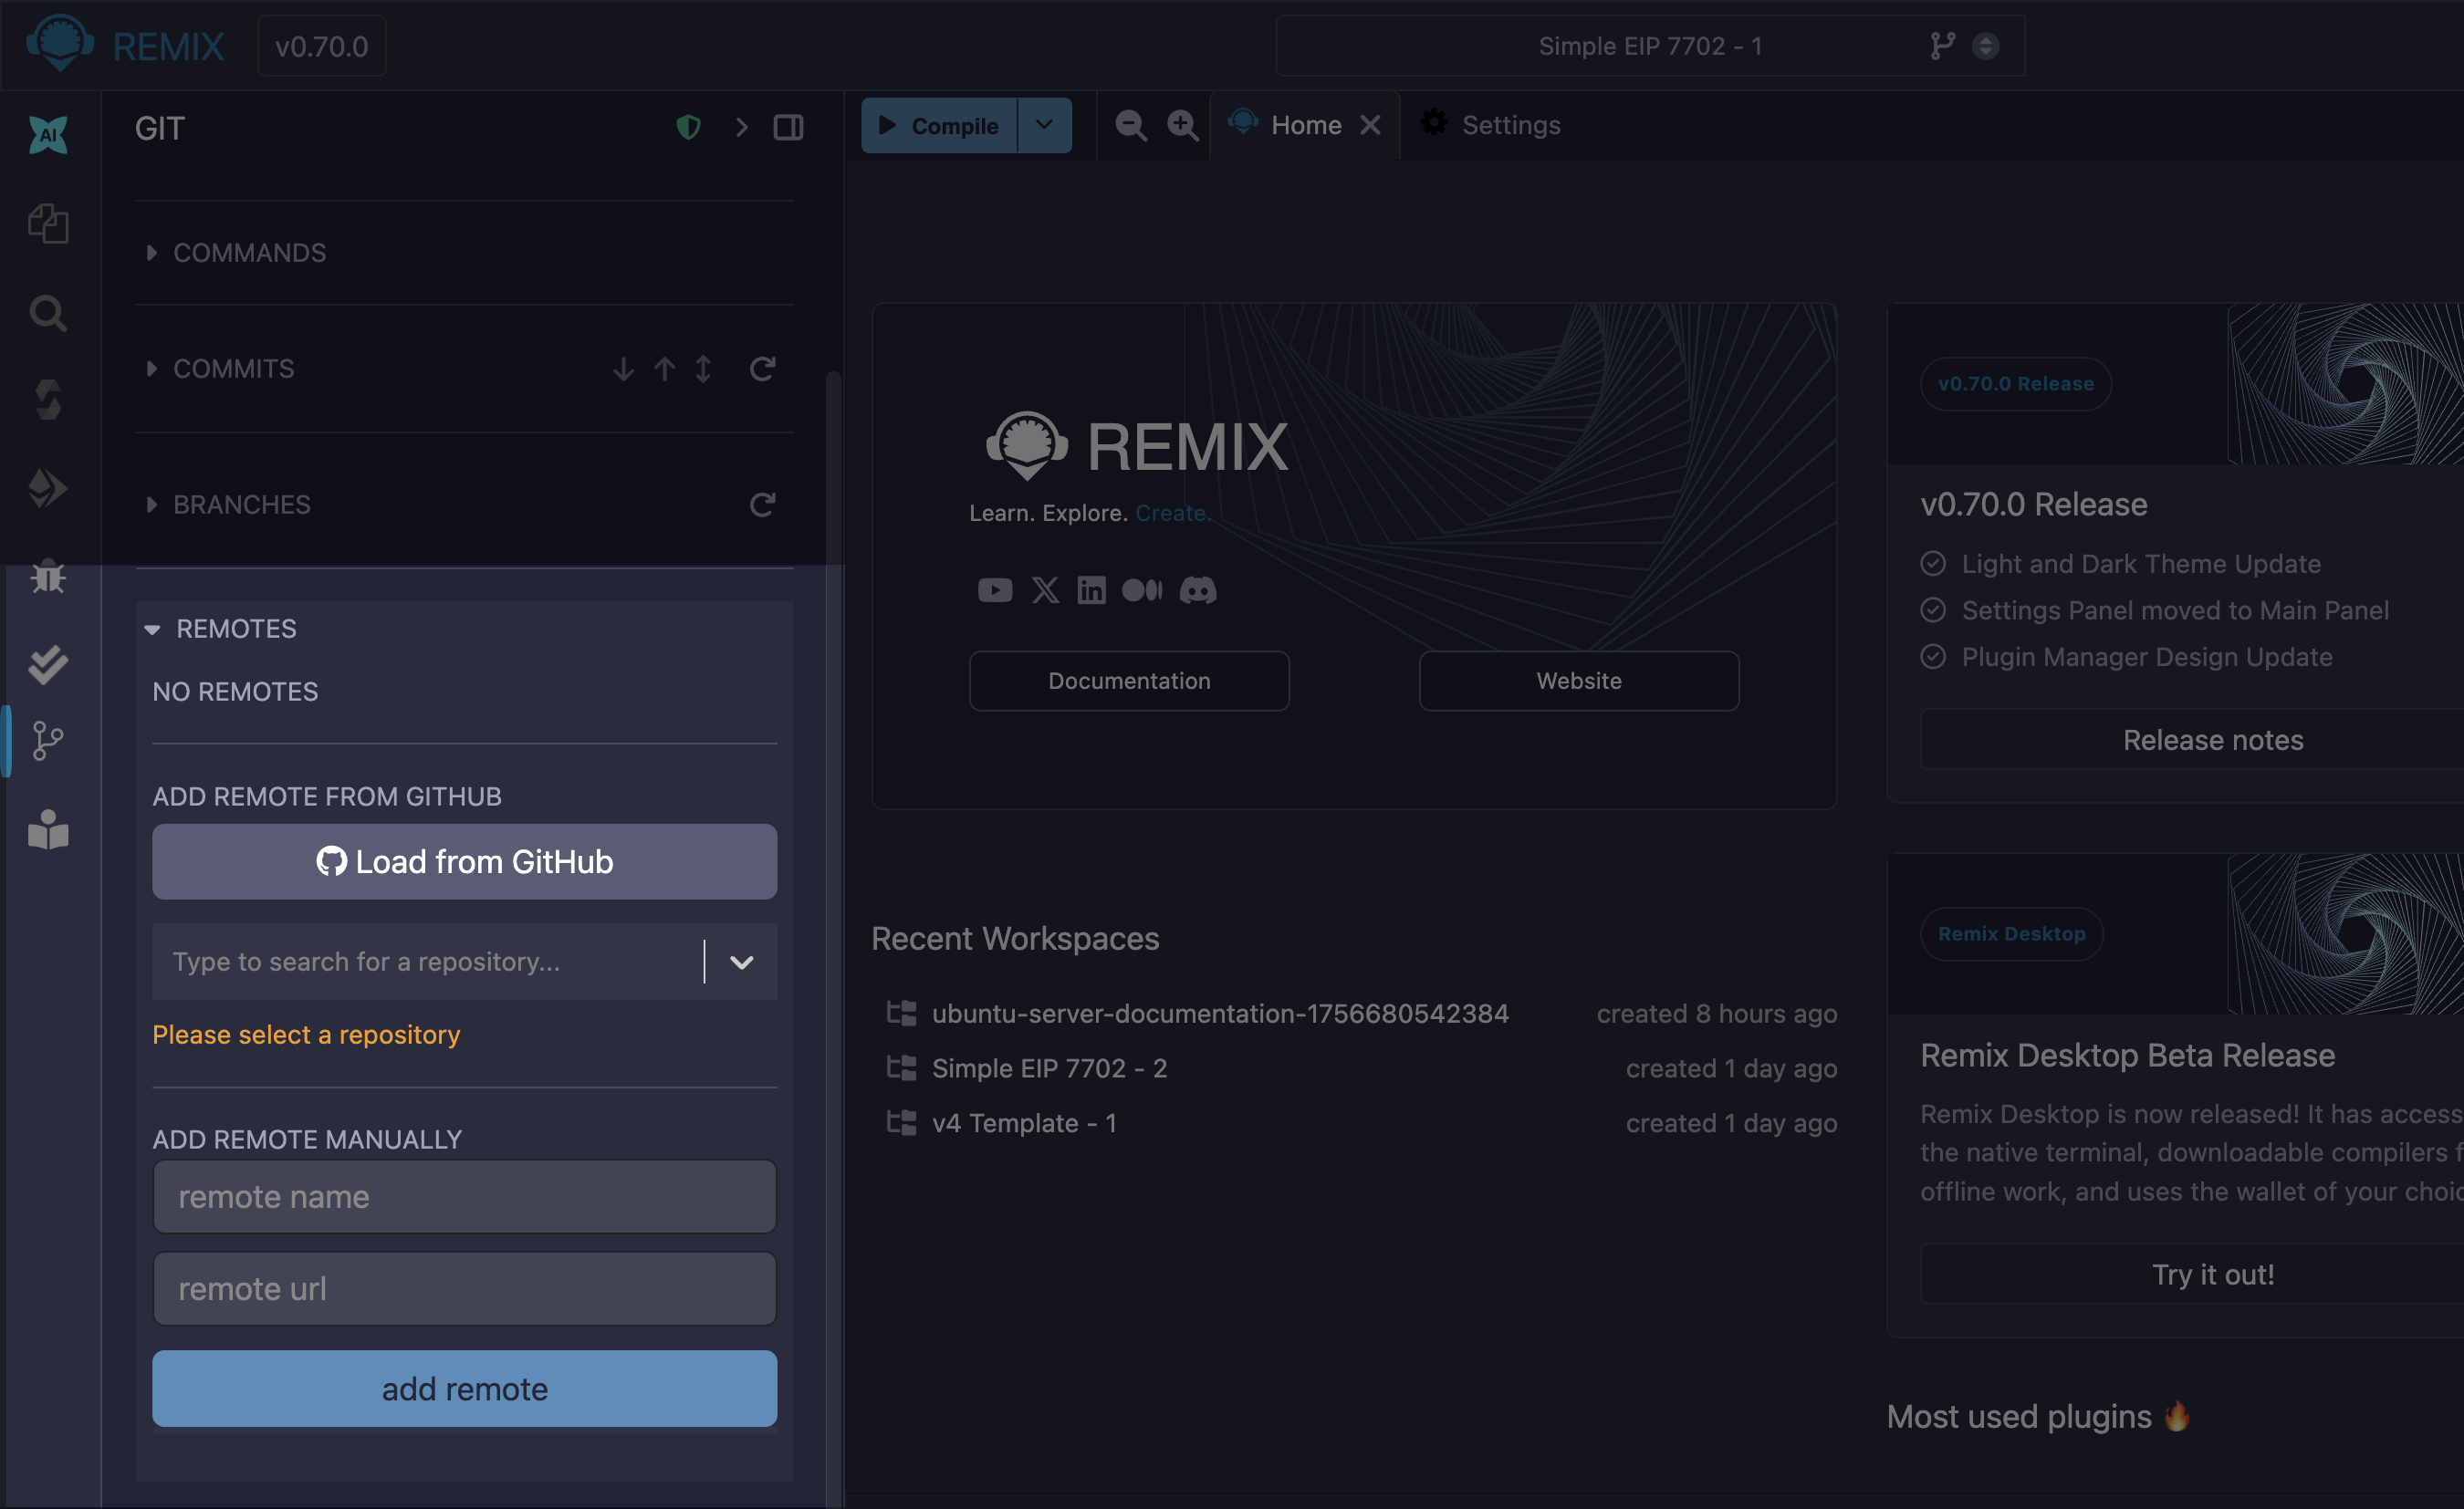 REMIX
v0.70.0
Simple EIP 7702 - 1
AI
GIT
COMMANDS
COMMITS
BRANCHES
REMOTES
NO REMOTES
ADD REMOTE FROM GITHUB
Load from GitHub
Type to search for a repository...
Please select a repository
ADD REMOTE MANUALLY
remote name
remote url
add remote
Compile
Home
Settings
REMIX
Learn. Explore. Create.
Documentation
Website
Recent Workspaces
ubuntu-server-documentation-1756680542384 created 8 hours ago
Simple EIP 7702 - 2 created 1 day ago
v4 Template - 1 created 1 day ago
v0.70.0 Release
v0.70.0 Release
Light and Dark Theme Update
Settings Panel moved to Main Panel
Plugin Manager Design Update
Release notes
Remix Desktop
Remix Desktop Beta Release
Remix Desktop is now released! It has access
the native terminal, downloadable compilers f
offline work, and uses the wallet of your choic
Try it out!
Most used plugins 🔥